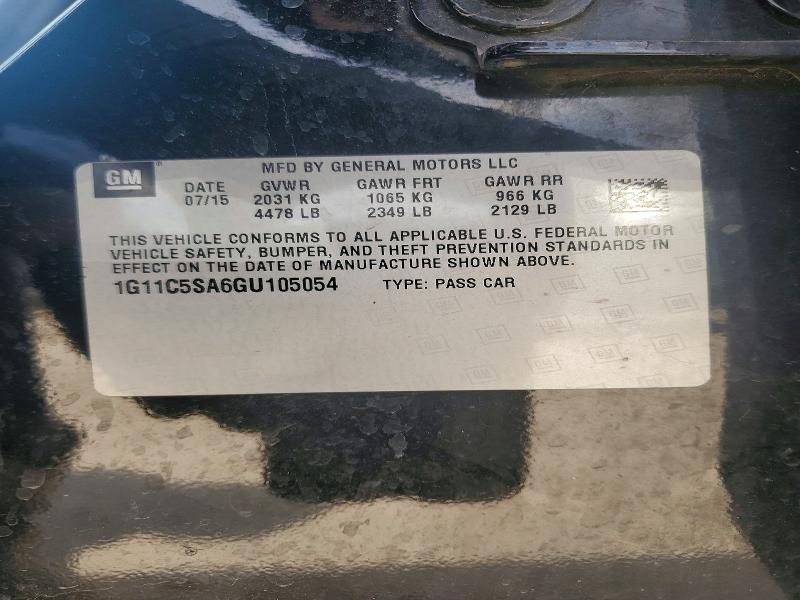 GM
MFD BY GENERAL MOTORS LLC
DATE GVWR GAWR FRT GAWR RR
07/15 2031 KG 1065 KG 966 KG
4478 LB 2349 LB 2129 LB
THIS VEHICLE CONFORMS TO ALL APPLICABLE U.S. FEDERAL MOTOR
VEHICLE SAFETY, BUMPER, AND THEFT PREVENTION STANDARDS IN
EFFECT ON THE DATE OF MANUFACTURE SHOWN ABOVE.
1G11C5SA6GU105054 TYPE: PASS CAR